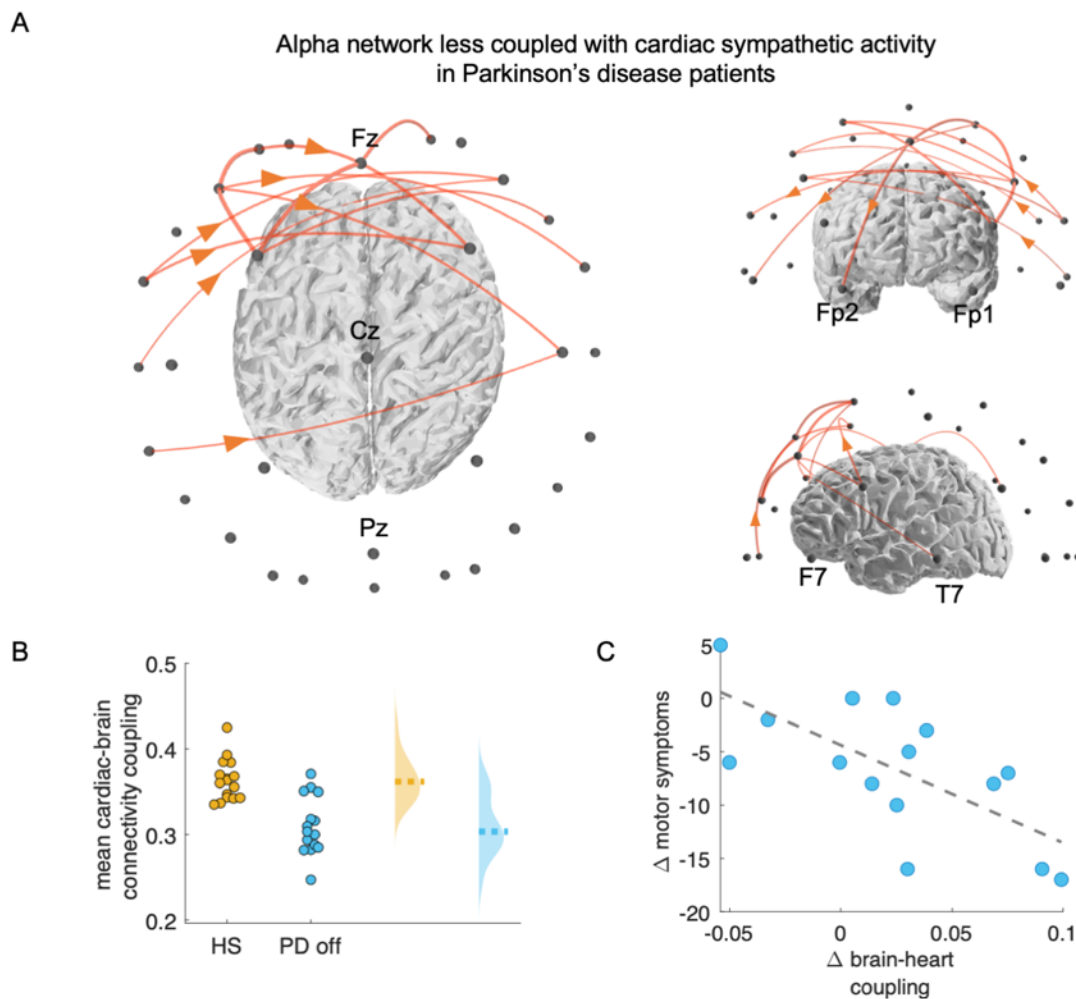 A
Alpha network less coupled with cardiac sympathetic activity
in Parkinson's disease patients
Fz
Cz
Pz
Fp2
Fp1
F7
T7
B
mean cardiac-brain
connectivity coupling
0.5
0.4
0.3
0.2
HS
PD off
C
Δ motor symptoms
5
0
-5
-10
-15
-20
-0.05
0
0.05
0.1
Δ brain-heart
coupling